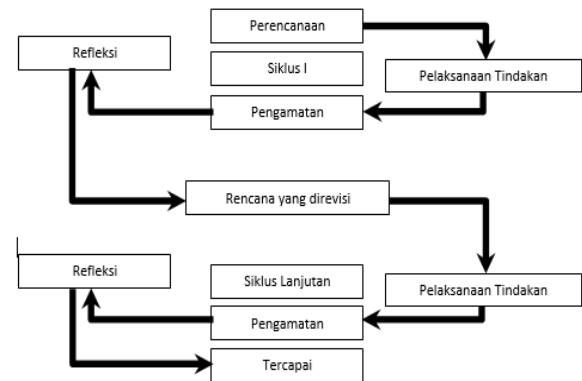 Perencanaan
Refleksi
Siklus I
Pelaksanaan Tindakan
Pengamatan
Rencana yang direvisi
Refleksi
Siklus Lanjutan
Pelaksanaan Tindakan
Pengamatan
Tercapai